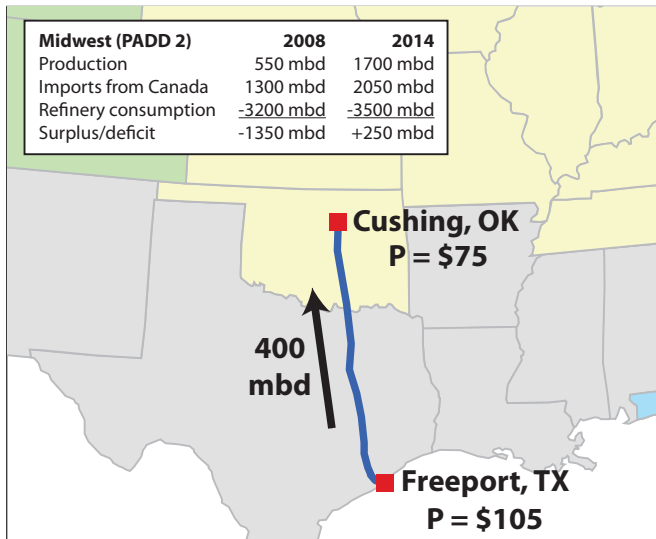 Midwest (PADD 2) 2008 2014
Production 550 mbd 1700 mbd
Imports from Canada 1300 mbd 2050 mbd
Refinery consumption -3200 mbd -3500 mbd
Surplus/deficit -1350 mbd +250 mbd
Cushing, OK
P = $75
400
mbd
Freeport, TX
P = $105